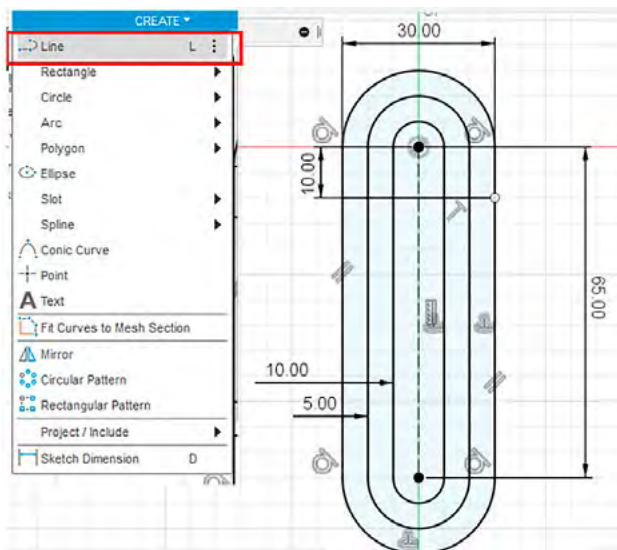 CREATE ▾
Line L
Rectangle
Circle
Arc
Polygon
Ellipse
Slot
Spline
Conic Curve
Point
Text
Fit Curves to Mesh Section
Mirror
Circular Pattern
Rectangular Pattern
Project / Include
Sketch Dimension D
30.00
10.00
65.00
10.00
5.00